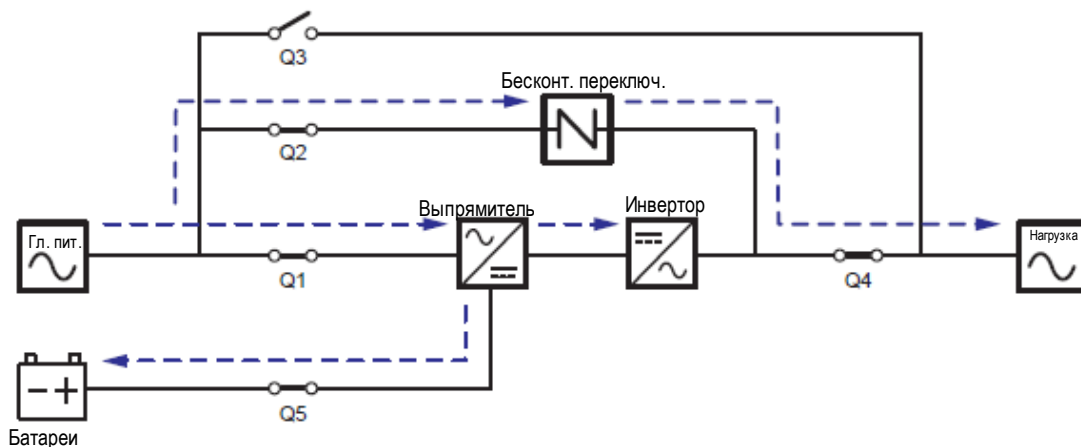 Q3
Бесконт. переключ.
Q2
Гл. пит.
Выпрямитель
Инвертор
Нагрузка
Q1
Q4
Q5
Батареи